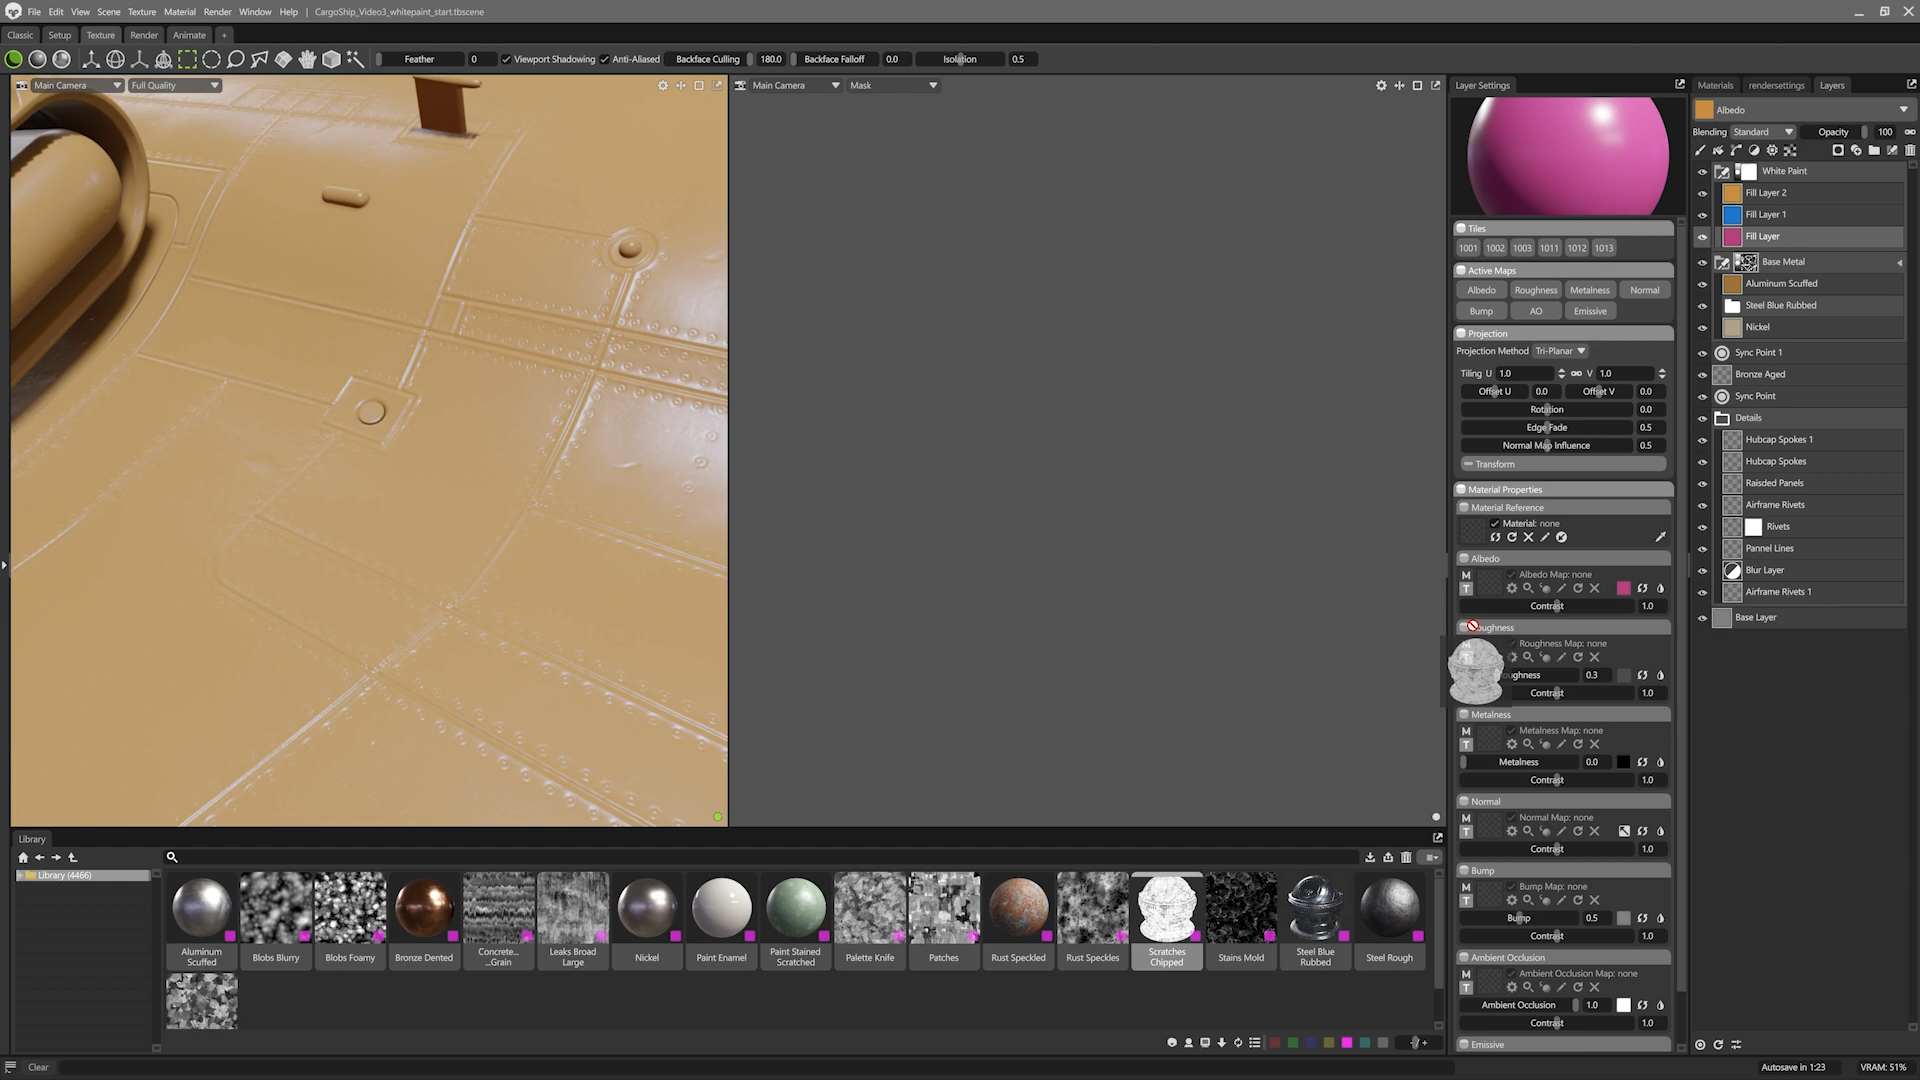 File Edit View Scene Texture Material Render Window Help | CargoShip_Video3_whitepaint_start.tbscene
Classic Setup Texture Render Animate +
Feather 0 Viewport Shadowing Anti-Aliased Backface Culling 180.0 Backface Falloff 0.0 Isolation 0.5
Main Camera Full Quality
Main Camera Mask
Layer Settings
Tiles
1001 1002 1003 1011 1012 1013
Active Maps
Albedo Roughness Metalness Normal
Bump AO Emissive
Projection
Projection Method Tri-Planar
Tiling U 1.0 V 1.0
Offset U 0.0 Offset V 0.0
Rotation 0.0
Edge Fade 0.5
Normal Map Influence 0.5
Transform
Material Properties
Material Reference
Material: none
Albedo
M Albedo Map: none
T
Contrast 1.0
oughness
Roughness Map: none
oughness 0.3
Contrast 1.0
Metalness
M Metalness Map: none
T
Metalness 0.0
Contrast 1.0
Normal
M Normal Map: none
T
Contrast 1.0
Bump
M Bump Map: none
T
Bump 0.5
Contrast 1.0
Ambient Occlusion
M Ambient Occlusion Map: none
T
Ambient Occlusion 1.0
Contrast 1.0
Emissive
Materials rendersettings Layers
Albedo
Blending Standard Opacity 100
White Paint
Fill Layer 2
Fill Layer 1
Fill Layer
Base Metal
Aluminum Scuffed
Steel Blue Rubbed
Nickel
Sync Point 1
Bronze Aged
Sync Point
Details
Hubcap Spokes 1
Hubcap Spokes
Raisded Panels
Airframe Rivets
Rivets
Pannel Lines
Blur Layer
Airframe Rivets 1
Base Layer
Library
Library (4466)
Aluminum Scuffed
Blobs Blurry
Blobs Foamy
Bronze Dented
Concrete... ...Grain
Leaks Broad Large
Nickel
Paint Enamel
Paint Stained Scratched
Palette Knife
Patches
Rust Speckled
Rust Speckles
Scratches Chipped
Stains Mold
Steel Blue Rubbed
Steel Rough
Clear
Autosave in 1:23 VRAM: 51%